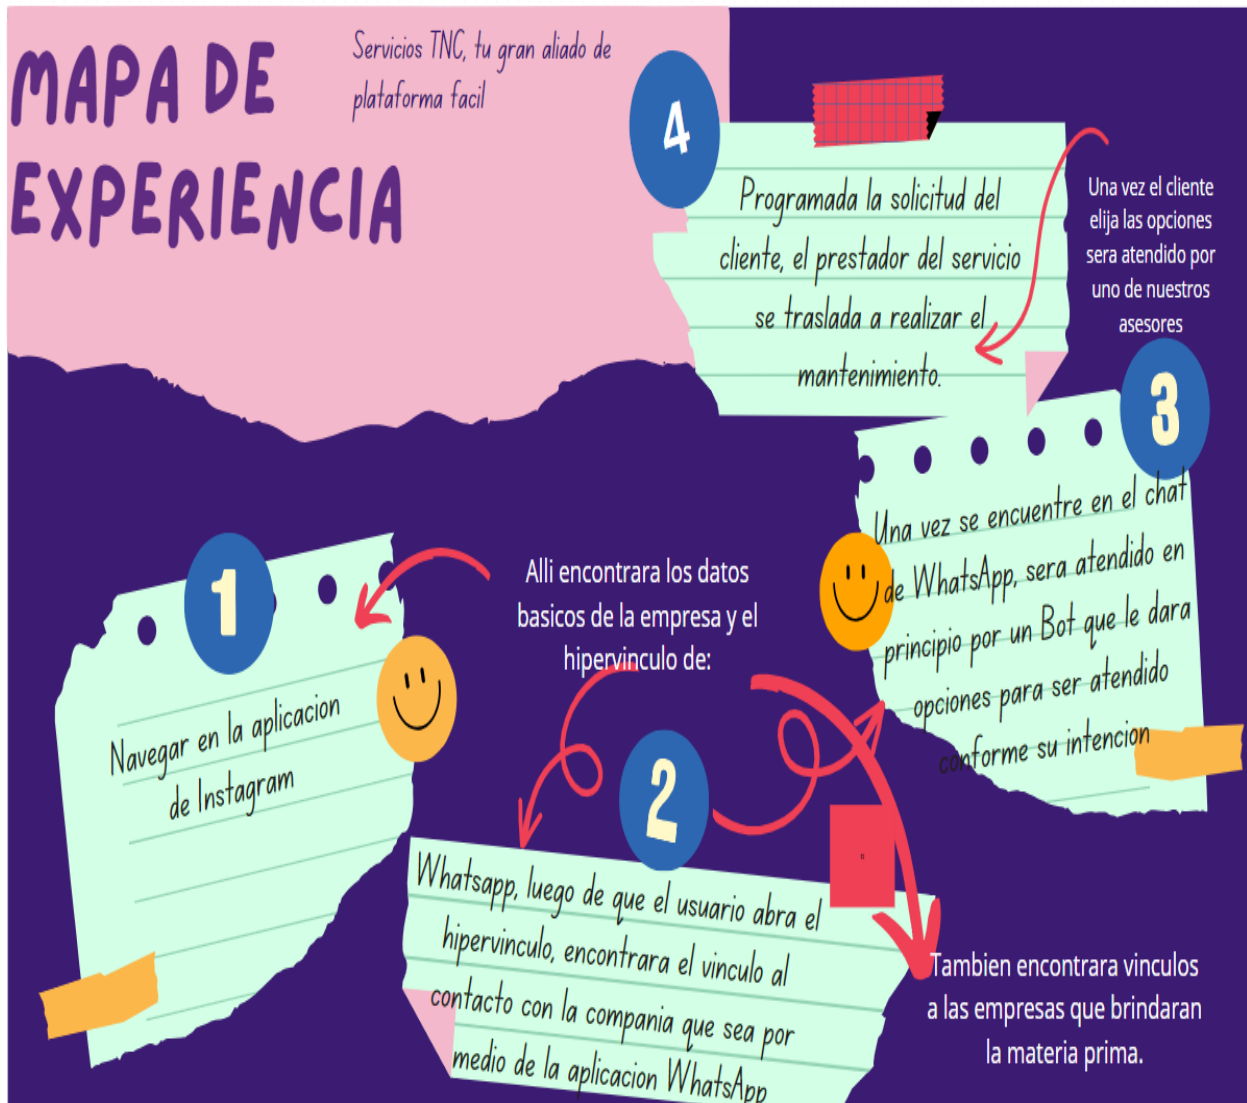 MAPA DE
EXPERIENCIA
Servicios TNC, tu gran aliado de
plataforma facil
1
Navegar en la aplicacion
de Instagram
Alli encontrara los datos
basicos de la empresa y el
hipervinculo de:
2
Whatsapp, luego de que el usuario abra el
hipervinculo, encontrara el vinculo al
contacto con la compania que sea por
medio de la aplicacion WhatsApp
Tambien encontrara vinculos
a las empresas que brindaran
la materia prima.
3
Una vez se encuentre en el chat
de WhatsApp, sera atendido en
principio por un Bot que le dara
opciones para ser atendido
conforme su intencion
Una vez el cliente
elija las opciones
sera atendido por
uno de nuestros
asesores
4
Programada la solicitud del
cliente, el prestador del servicio
se traslada a realizar el
mantenimiento.